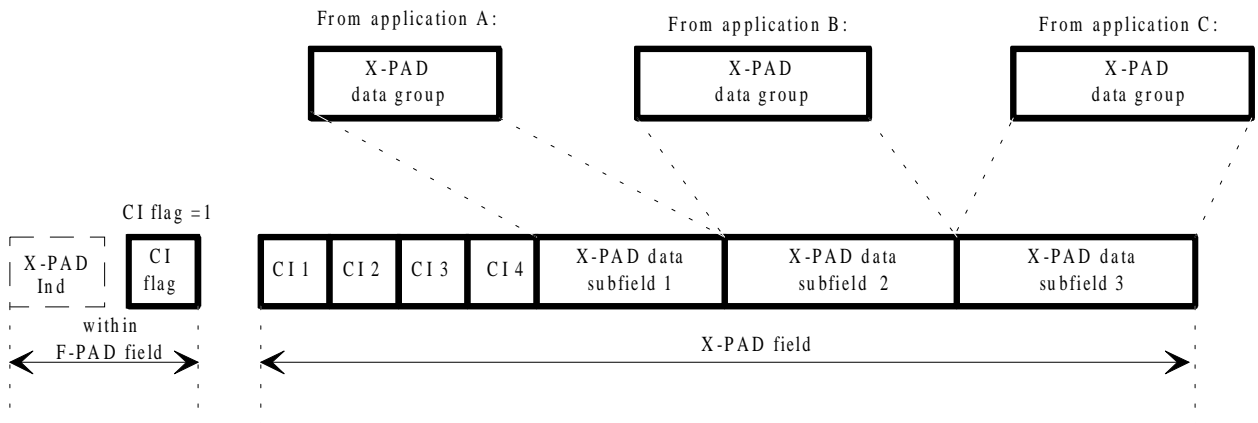 From application A:
From application B:
From application C:
X-PAD
data group
X-PAD
data group
X-PAD
data group
CI flag =1
X-PAD
Ind
CI
flag
CI 1
CI 2
CI 3
CI 4
X-PAD data
subfield 1
X-PAD data
subfield 2
X-PAD data
subfield 3
within
F-PAD field
X-PAD field